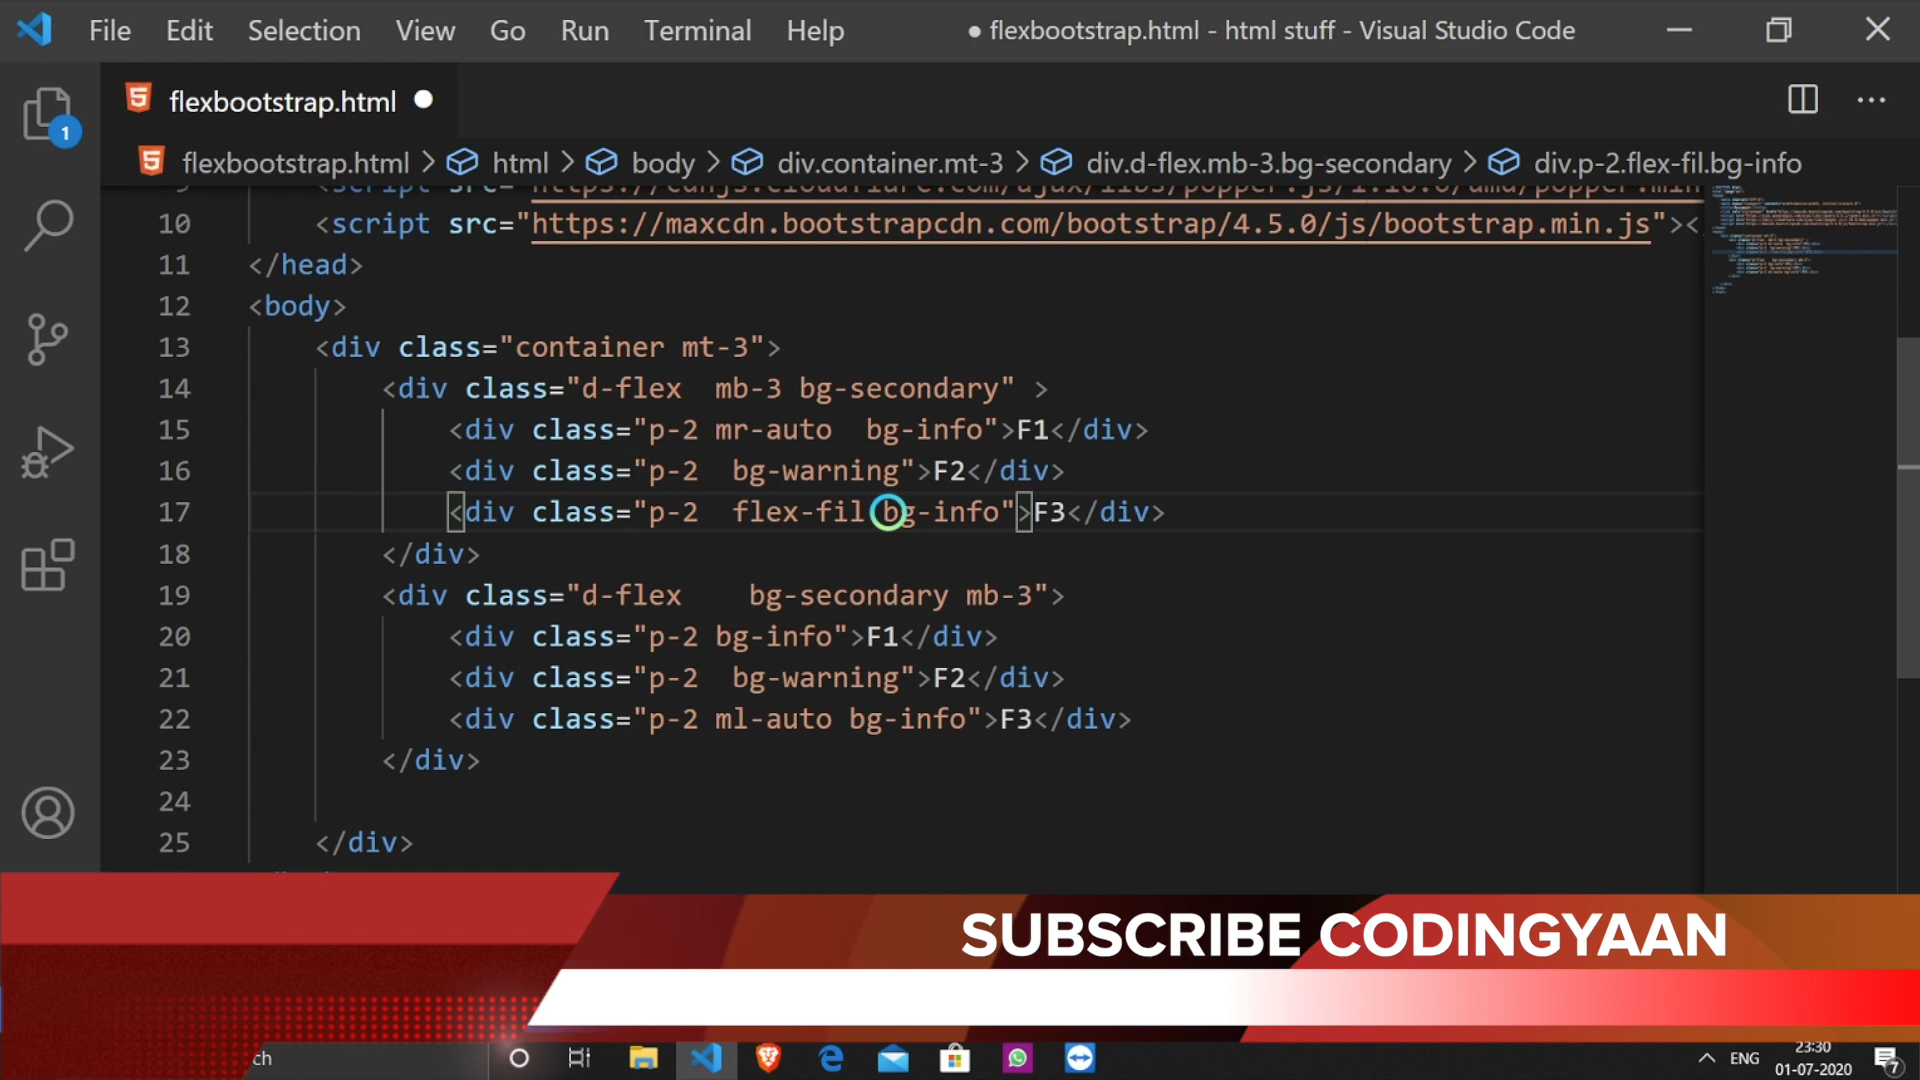 File Edit Selection View Go Run Terminal Help ● flexbootstrap.html - html stuff - Visual Studio Code
flexbootstrap.html ●
flexbootstrap.html > html > body > div.container.mt-3 > div.d-flex.mb-3.bg-secondary > div.p-2.flex-fil.bg-info
10 <script src="https://maxcdn.bootstrapcdn.com/bootstrap/4.5.0/js/bootstrap.min.js"><
11 </head>
12 <body>
13 <div class="container mt-3">
14 <div class="d-flex  mb-3 bg-secondary" >
15 <div class="p-2 mr-auto  bg-info">F1</div>
16 <div class="p-2  bg-warning">F2</div>
17 <div class="p-2  flex-fil bg-info">F3</div>
18 </div>
19 <div class="d-flex    bg-secondary mb-3">
20 <div class="p-2 bg-info">F1</div>
21 <div class="p-2  bg-warning">F2</div>
22 <div class="p-2 ml-auto bg-info">F3</div>
23 </div>
24
25 </div>
1
SUBSCRIBE CODINGYAAN
ch
ENG
23:30
01-07-2020
7